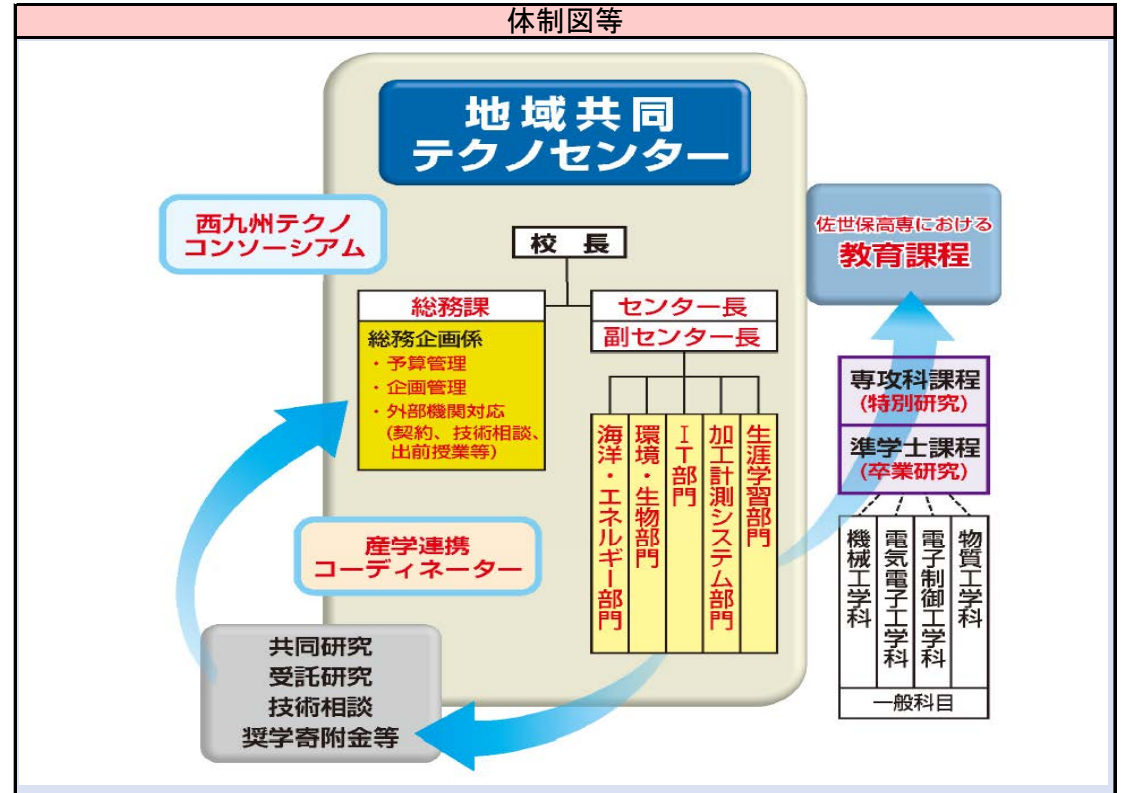 体制図等
地域共同
テクノセンター
西九州テクノ
コンソーシアム
佐世保高専における
教育課程
校 長
総務課
総務企画係
・予算管理
・企画管理
・外部機関対応
(契約、技術相談、
出前授業等)
センター長
副センター長
海洋・エネルギー部門
環境・生物部門
IT部門
加工計測システム部門
生涯学習部門
専攻科課程
(特別研究)
準学士課程
(卒業研究)
機械工学科
電気電子工学科
電子制御工学科
物質工学科
一般科目
産学連携
コーディネーター
共同研究
受託研究
技術相談
奨学寄附金等